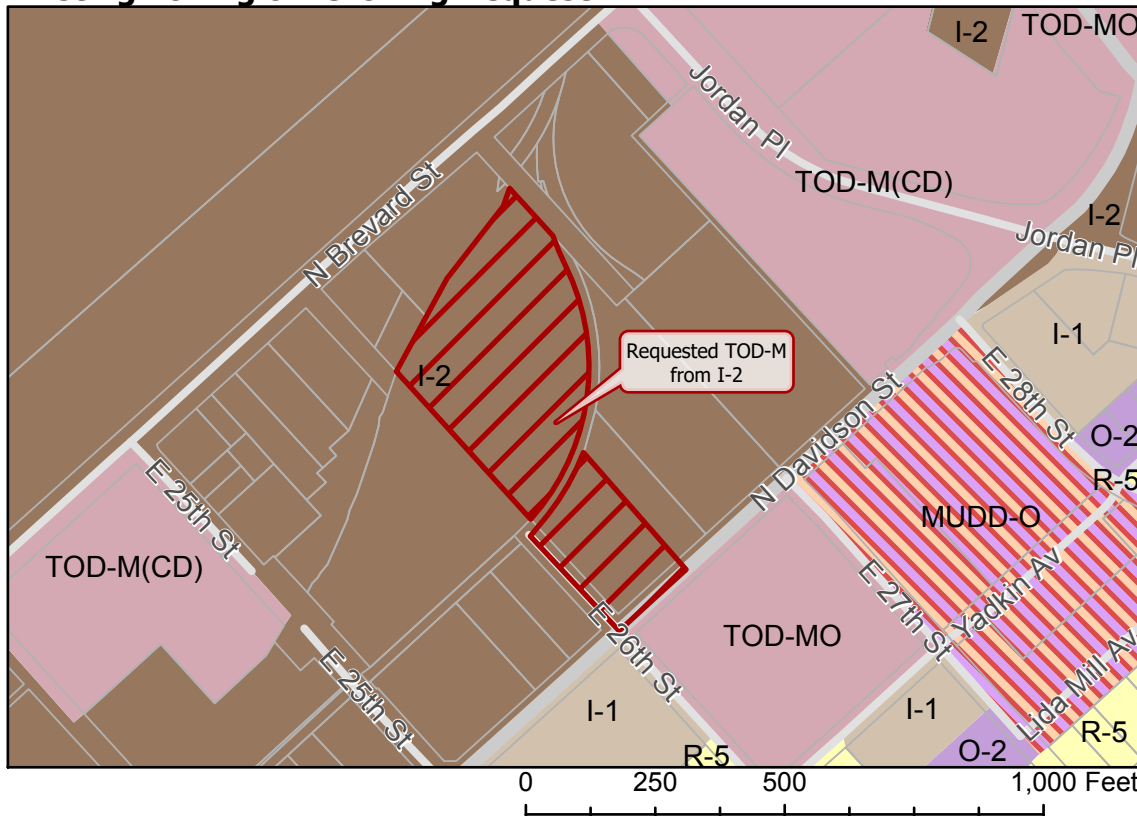 I-2
TOD-MO
Jordan Pl
TOD-M(CD)
N Brevard St
I-2
Jordan Pl
I-1
Requested TOD-M
from I-2
I-2
E 28th St
N Davidson St
O-2
R-5
MUDD-O
E 25th St
TOD-M(CD)
E 27th St
Yadkin Av
E 26th St
TOD-MO
E 25th St
Lida Mill Av
I-1
I-1
R-5
R-5
O-2
0 250 500 1,000 Feet